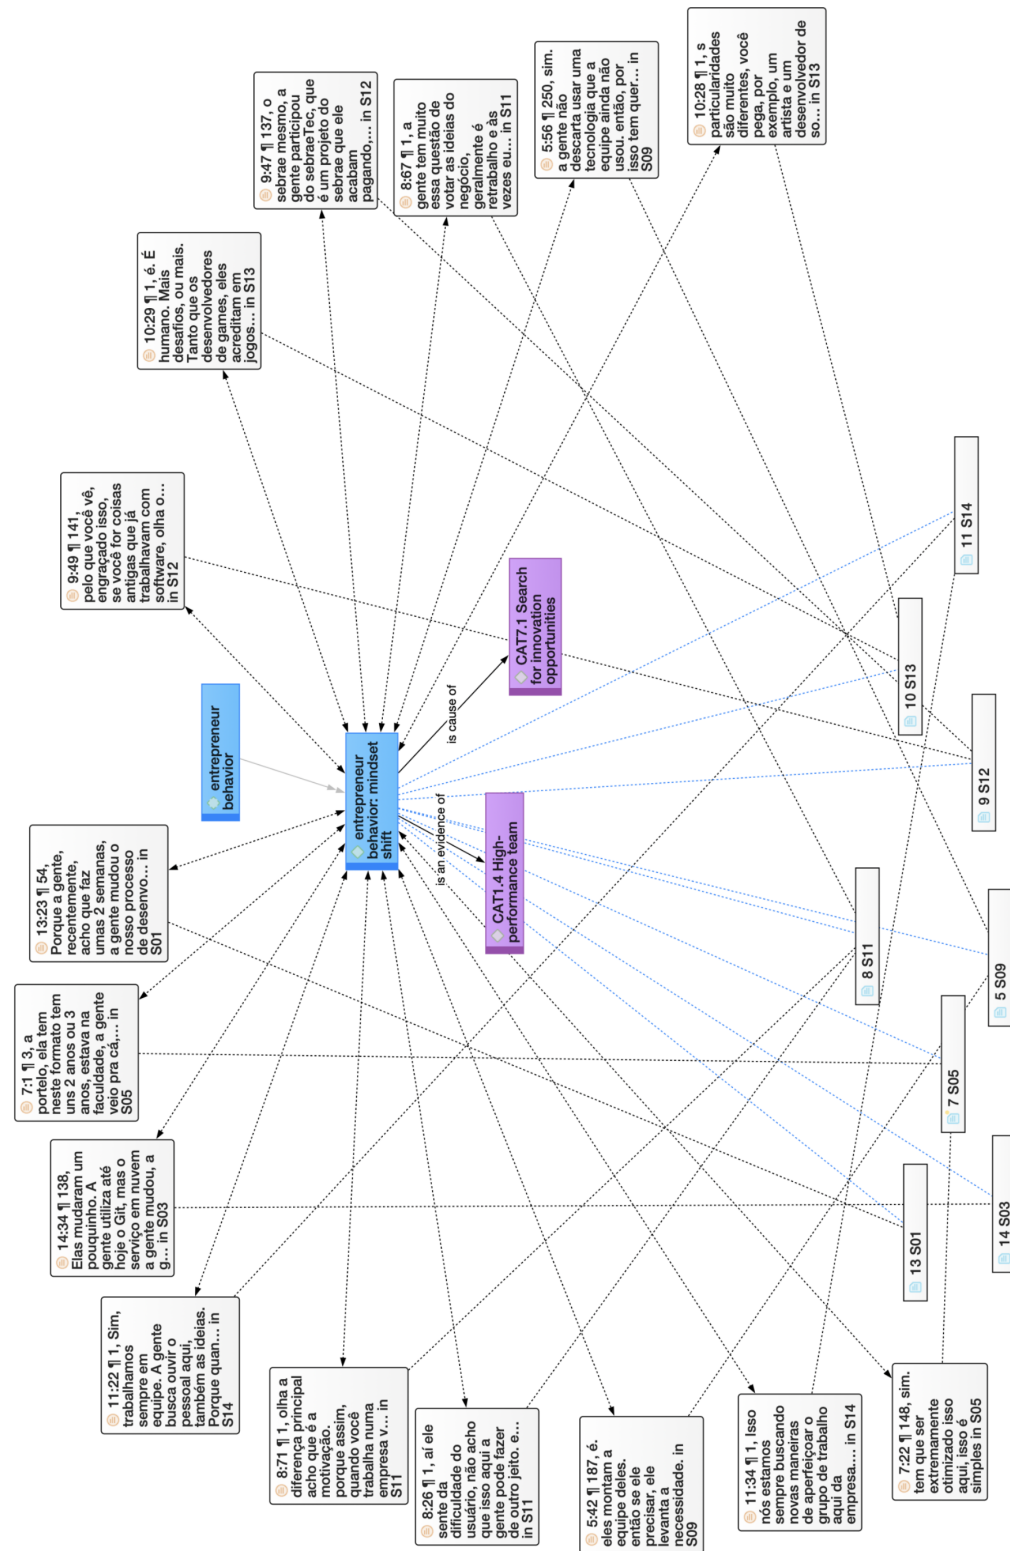 7:1 ¶ 3, a
portelo, ela tem
neste formato tem
uns 2 anos ou 3
anos, estava na
faculdade, a gente
veio pra cá,… in
S05
13:23 ¶ 54,
Porque a gente,
recentemente,
acho que faz
umas 2 semanas,
a gente mudou o
nosso processo
de desenvo… in
S01
9:49 ¶ 141,
pelo que você vê,
engraçado isso,
se você for coisas
antigas que já
trabalhavam com
software, olha o…
in S12
10:29 ¶ 1, é. É
humano. Mais
desafios, ou mais.
Tanto que os
desenvolvedores
de games, eles
acreditam em
jogos… in S13
9:47 ¶ 137, o
sebrae mesmo, a
gente participou
do sebraeTec, que
é um projeto do
sebrae que ele
acabam
pagando,… in S12
8:67 ¶ 1, a
gente tem muito
essa questão de
votar as ideias do
negócio,
geralmente é
retrabalho e às
vezes eu… in S11
5:56 ¶ 250, sim.
a gente não
descarta usar uma
tecnologia que a
equipe ainda não
usou. então, por
isso tem quer… in
S09
10:28 ¶ 1, s
particularidades
são muito
diferentes, você
pega, por
exemplo, um
artista e um
desenvolvedor de
so… in S13
14:34 ¶ 138,
Elas mudaram um
pouquinho. A
gente utiliza até
hoje o Git, mas o
serviço em nuvem
a gente mudou, a
g… in S03
11:22 ¶ 1, Sim,
trabalhamos
sempre em
equipe. A gente
busca ouvir o
pessoal aqui,
também as ideias.
Porque quan… in
S14
8:71 ¶ 1, olha a
diferença principal
acho que é a
motivação.
porque assim,
quando você
trabalha numa
empresa v… in
S11
8:26 ¶ 1, aí ele
sente da
dificuldade do
usuário, não acho
que isso aqui a
gente pode fazer
de outro jeito. e…
in S11
5:42 ¶ 187, é.
eles montam a
equipe deles.
então se ele
precisar, ele
levanta a
necessidade. in
S09
11:34 ¶ 1, Isso
nós estamos
sempre buscando
novas maneiras
de aperfeiçoar o
grupo de trabalho
aqui da
empresa.… in S14
7:22 ¶ 148, sim.
tem que ser
extremamente
otimizado isso
aqui, isso é
simples in S05
entrepreneur
behavior
entrepreneur
behavior: mindset
shift
is an evidence of
is cause of
CAT1.4 High-
performance team
CAT7.1 Search
for innovation
opportunities
8 S11
10 S13
11 S14
13 S01
7 S05
9 S12
14 S03
5 S09